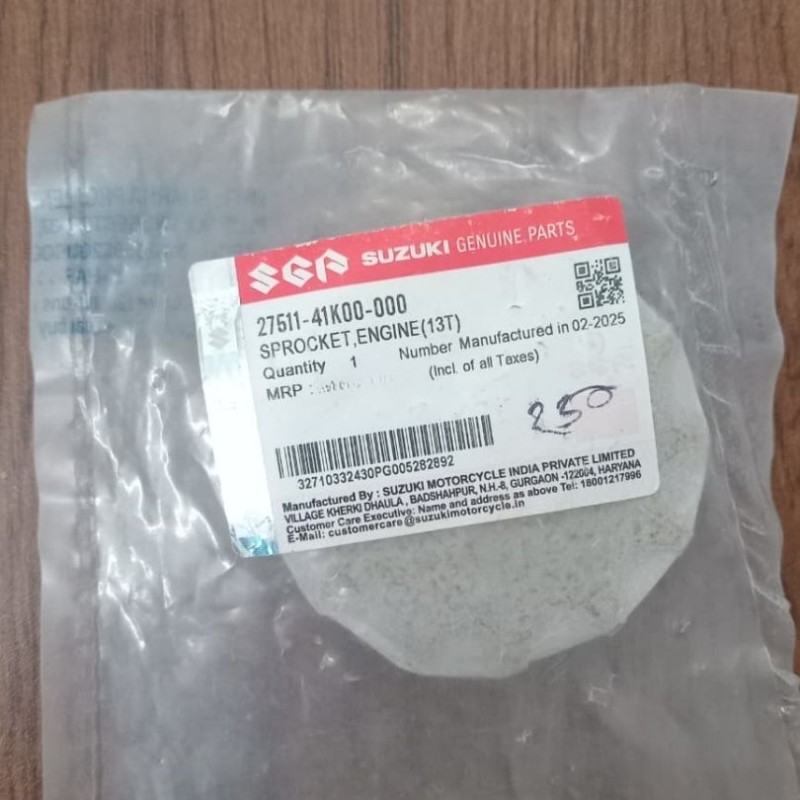 SGP SUZUKI GENUINE PARTS
27511-41K00-000
SPROCKET,ENGINE(13T)
Quantity 1 Number Manufactured in 02-2025
MRP : (Incl. of all Taxes)
250
32710332430PG005282892
Manufactured By : SUZUKI MOTORCYCLE INDIA PRIVATE LIMITED
VILLAGE KHERKI DHAULA , BADSHAHPUR, N.H.-8, GURGAON -122004, HARYANA
Customer Care Executive: Name and address as above Tel: 18001217996
E-Mail: customercare@suzukimotorcycle.in